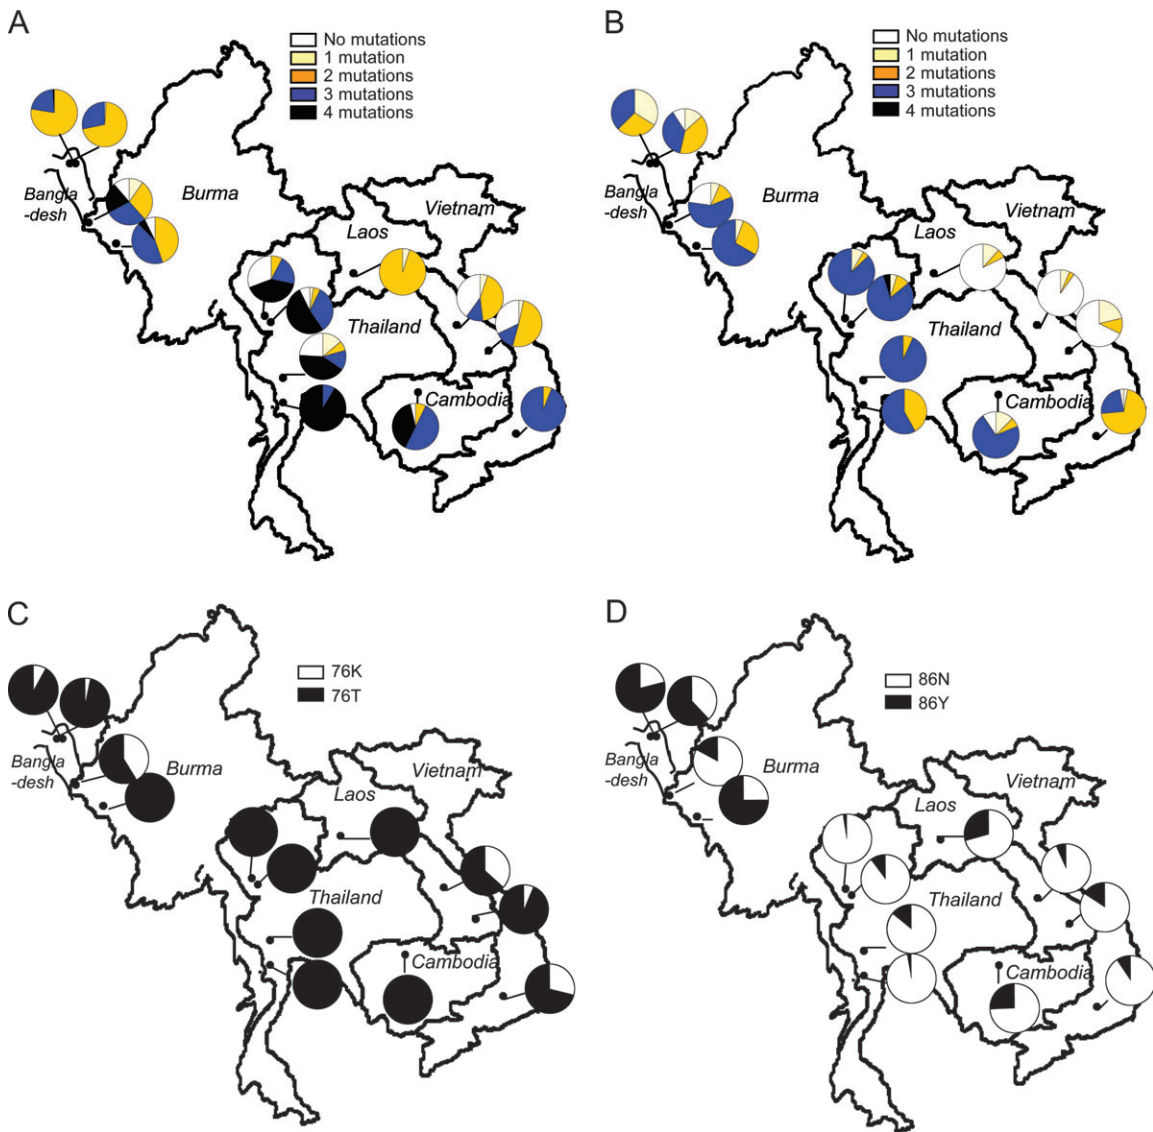 A
No mutations
1 mutation
2 mutations
3 mutations
4 mutations
Bangla
-desh
Burma
Vietnam
Laos
Thailand
Cambodia
B
No mutations
1 mutation
2 mutations
3 mutations
4 mutations
Bangla
-desh
Burma
Vietnam
Laos
Thailand
Cambodia
C
76K
76T
Bangla
-desh
Burma
Vietnam
Laos
Thailand
Cambodia
D
86N
86Y
Bangla
-desh
Burma
Vietnam
Laos
Thailand
Cambodia